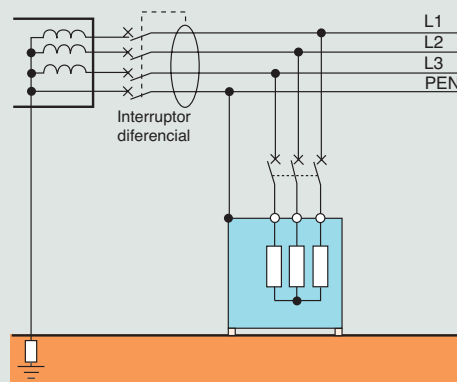 L1
L2
L3
PEN
Interruptor
diferencial